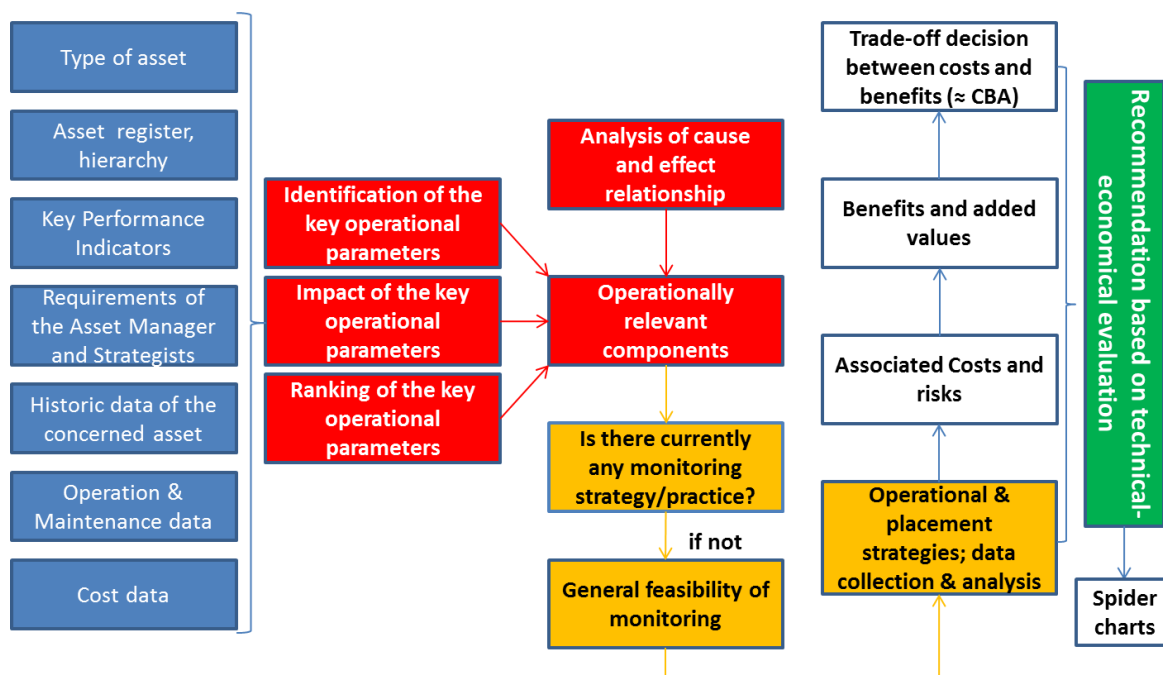 Type of asset
Asset register,
hierarchy
Key Performance
Indicators
Requirements of
the Asset Manager
and Strategists
Historic data of the
concerned asset
Operation &
Maintenance data
Cost data
Identification of the
key operational
parameters
Impact of the key
operational
parameters
Ranking of the key
operational
parameters
Analysis of cause
and effect
relationship
Operationally
relevant
components
Is there currently
any monitoring
strategy/practice?
if not
General feasibility of
monitoring
Trade-off decision
between costs and
benefits (≈ CBA)
Benefits and added
values
Associated Costs and
risks
Operational &
placement
strategies; data
collection & analysis
Recommendation based on technical-
economical evaluation
Spider
charts